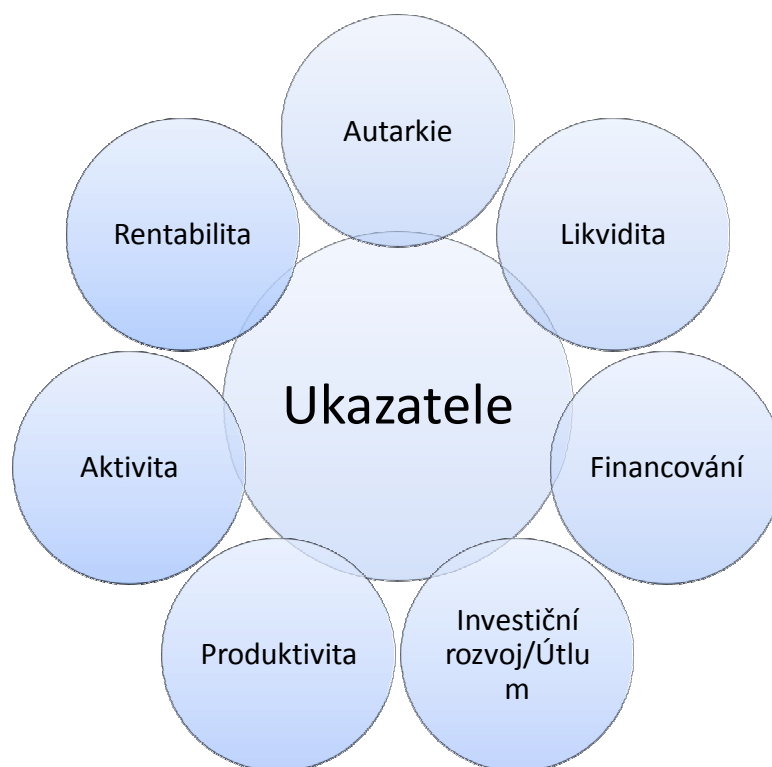 Autarkie
Rentabilita
Likvidita
Ukazatele
Aktivita
Financování
Produktivita
Investiční
rozvoj/Útlu
m